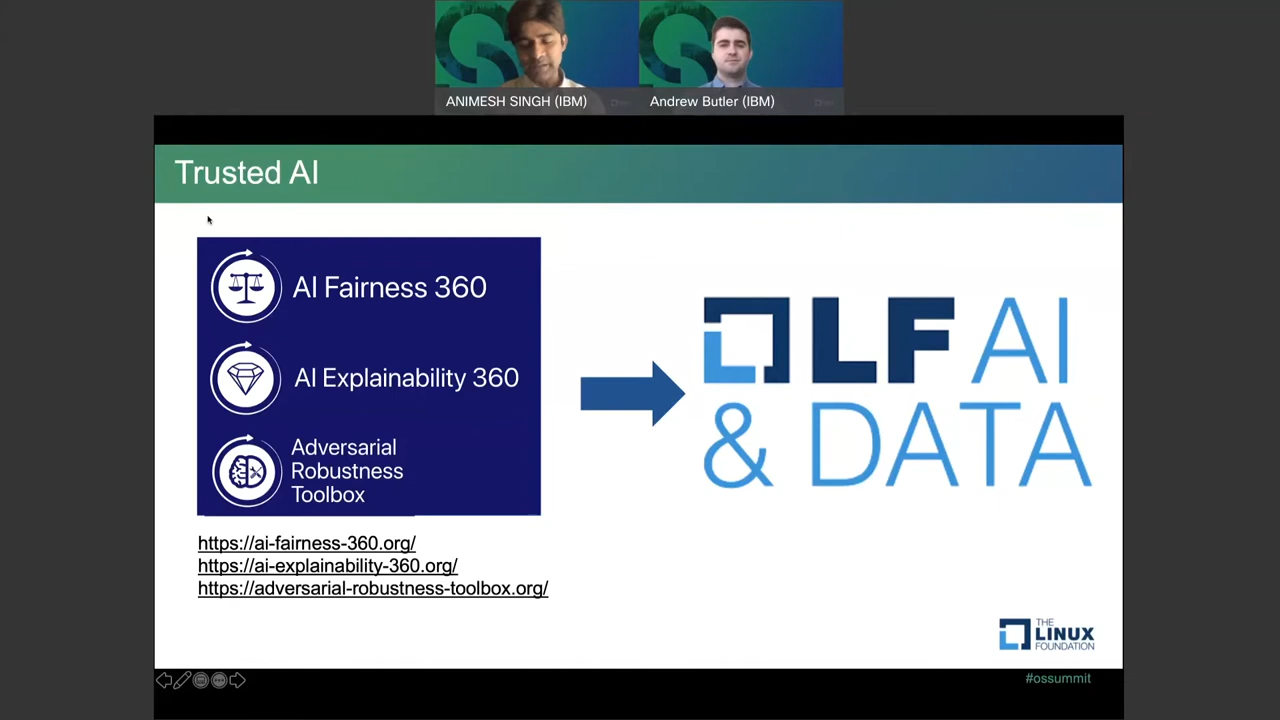 ANIMESH SINGH (IBM)
Andrew Butler (IBM)
Trusted AI
AI Fairness 360
AI Explainability 360
Adversarial
Robustness
Toolbox
LF AI
& DATA
https://ai-fairness-360.org/
https://ai-explainability-360.org/
https://adversarial-robustness-toolbox.org/
THE
LINUX
FOUNDATION
#ossummit